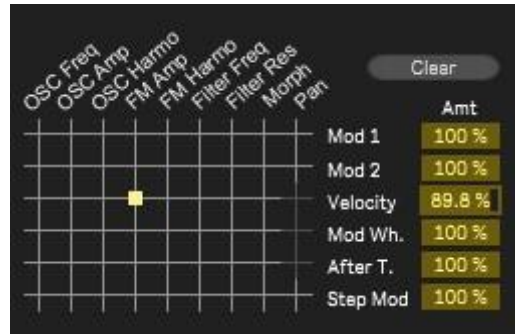 OSC Freq
OSC Amp
OSC Harmo
FM Amp
FM Harmo
Filter Freq
Filter Res
Morph
Pan
Clear
Amt
Mod 1 100 %
Mod 2 100 %
Velocity 89.8 %
Mod Wh. 100 %
After T. 100 %
Step Mod 100 %